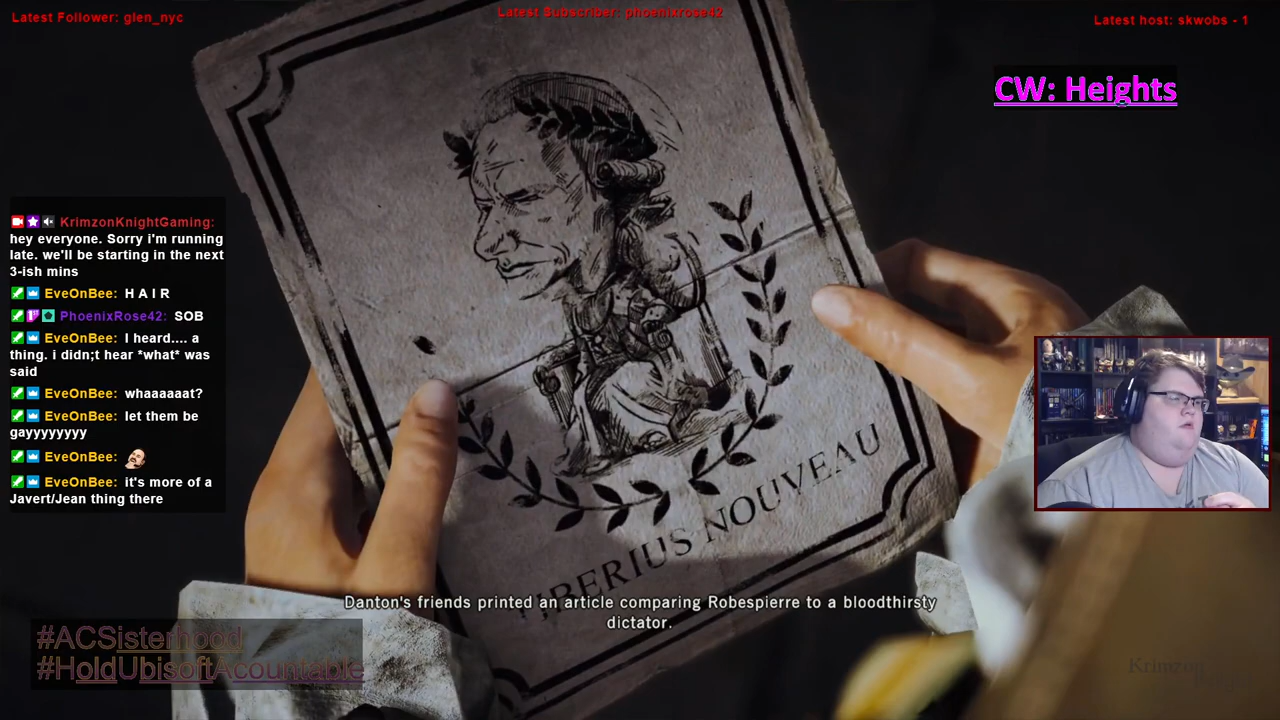 Latest Follower: glen_nyc
Latest Subscriber: phoenixrose42
Latest host: skwobs - 1
CW: Heights
KrimzonKnightGaming:
hey everyone. Sorry i'm running
late. we'll be starting in the next
3-ish mins
EveOnBee: H A I R
PhoenixRose42: SOB
EveOnBee: I heard.... a
thing. i didn;t hear *what* was
said
EveOnBee: whaaaaaat?
EveOnBee: let them be
gayyyyyyyy
EveOnBee:
EveOnBee: it's more of a
Javert/Jean thing there
TIBERIUS NOUVEAU
Danton's friends printed an article comparing Robespierre to a bloodthirsty
dictator.
#ACSisterhood
#HoldUbisoftAcountable
Krimzon